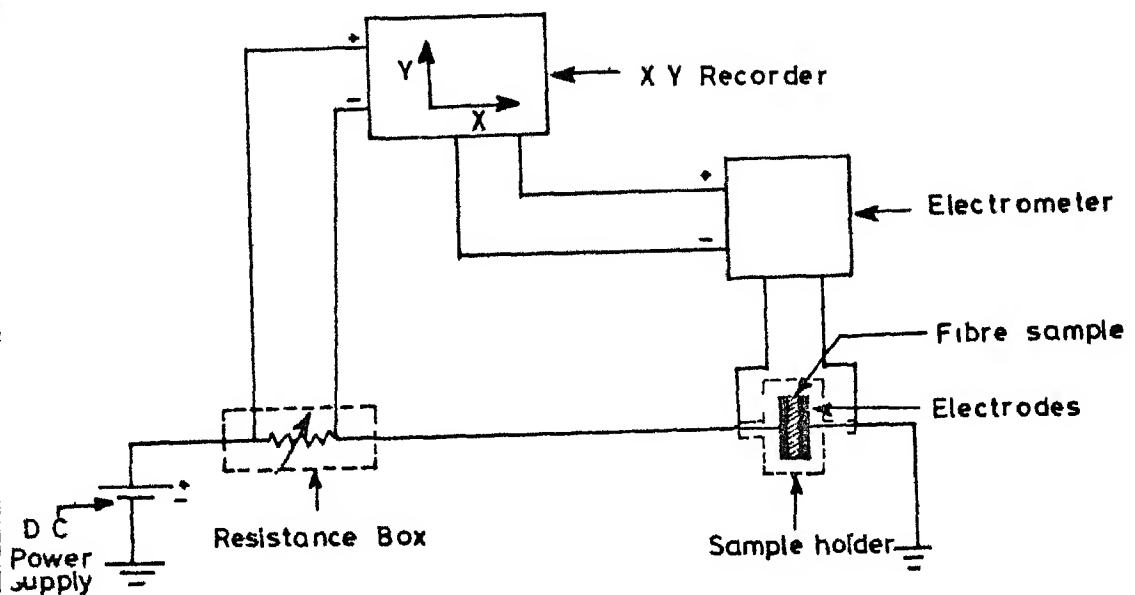 +
Y
X Y Recorder
−
X
+
Electrometer
−
Fibre sample
Electrodes
+
−
D C
Power
supply
Resistance Box
Sample holder